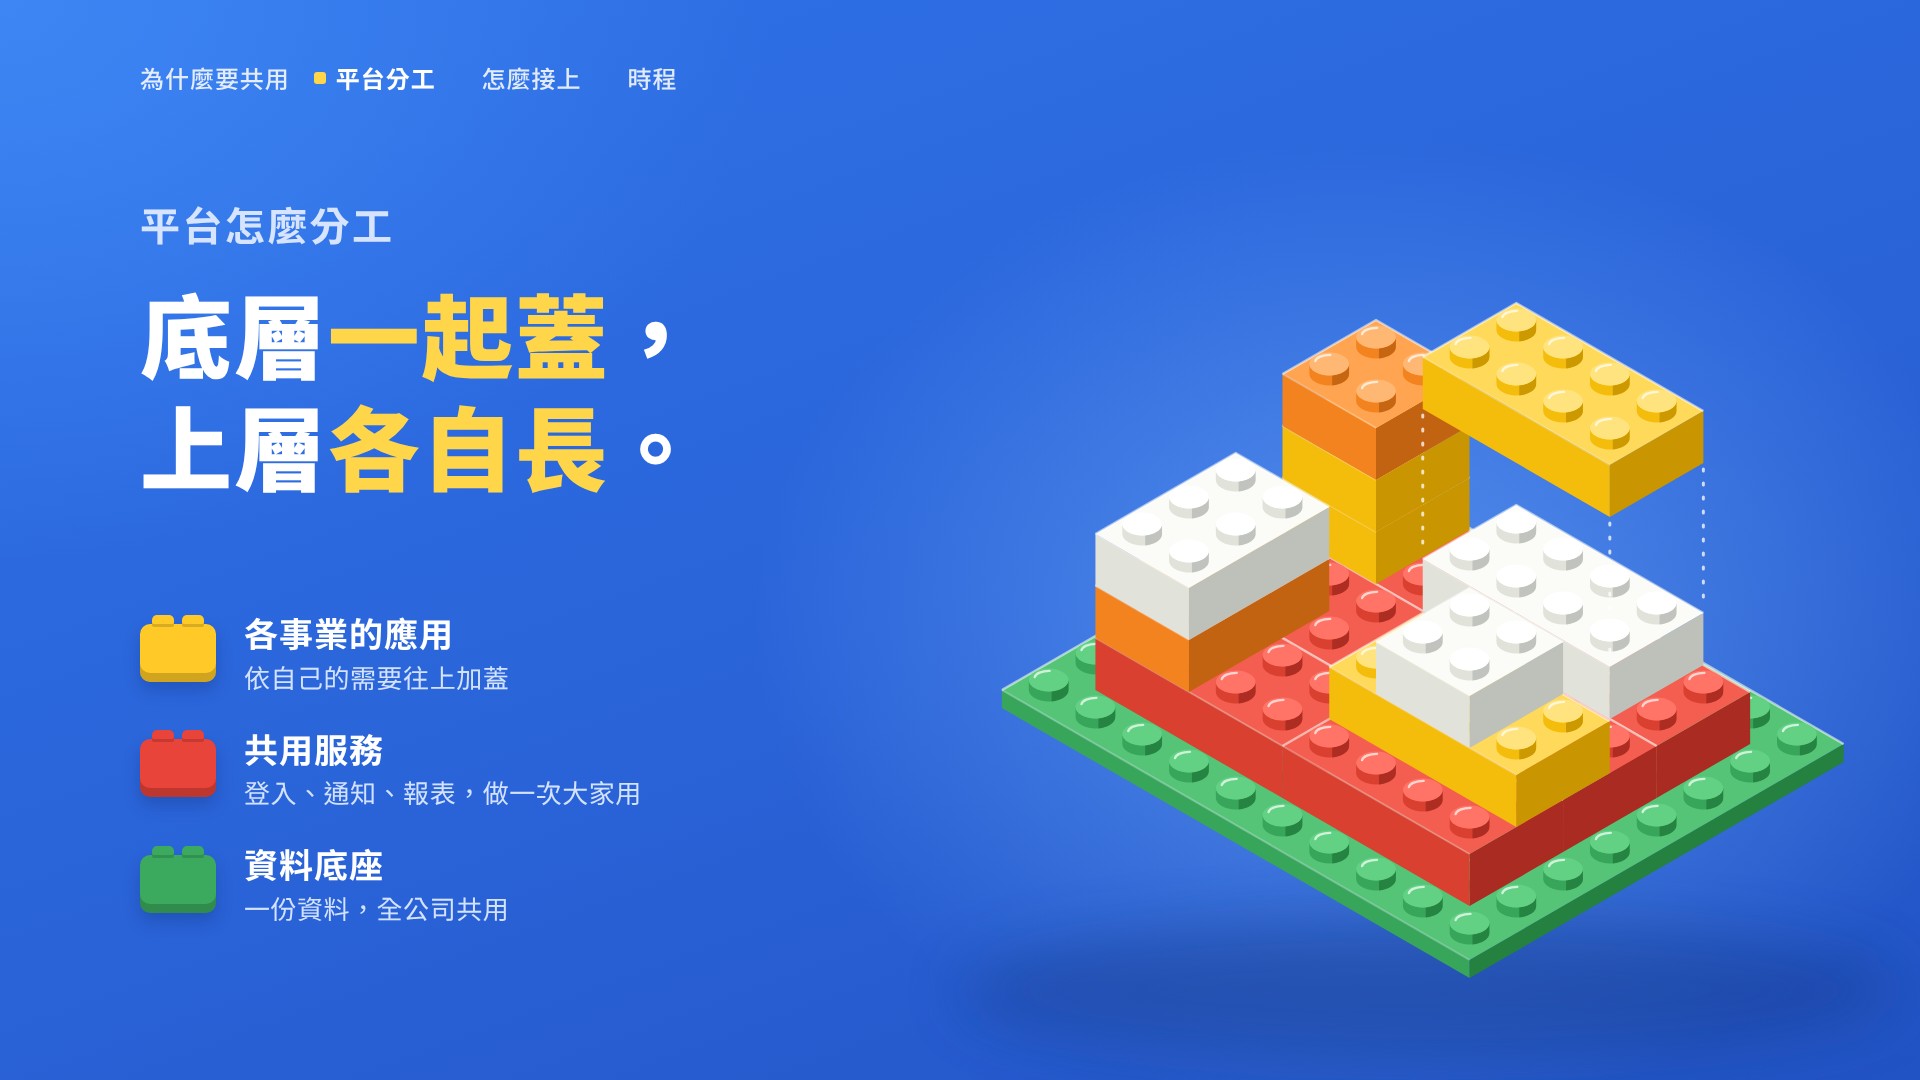 為什麼要共用 平台分工 怎麼接上 時程
平台怎麼分工
底層一起蓋，
上層各自長。
各事業的應用
依自己的需要往上加蓋
共用服務
登入、通知、報表，做一次大家用
資料底座
一份資料，全公司共用